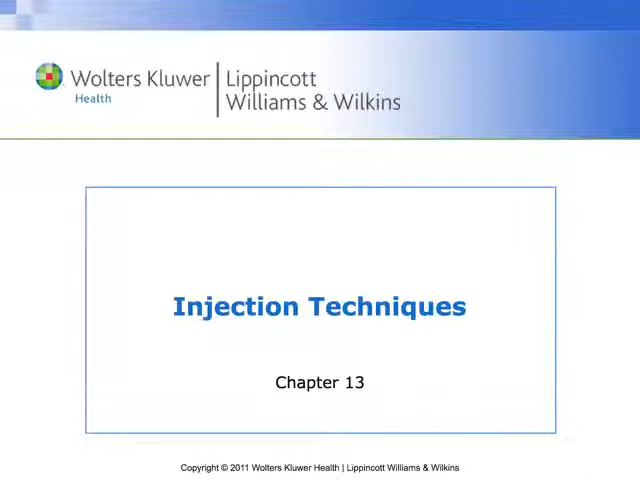 Wolters Kluwer
Health
Lippincott
Williams & Wilkins
Injection Techniques
Chapter 13
Copyright © 2011 Wolters Kluwer Health | Lippincott Williams & Wilkins